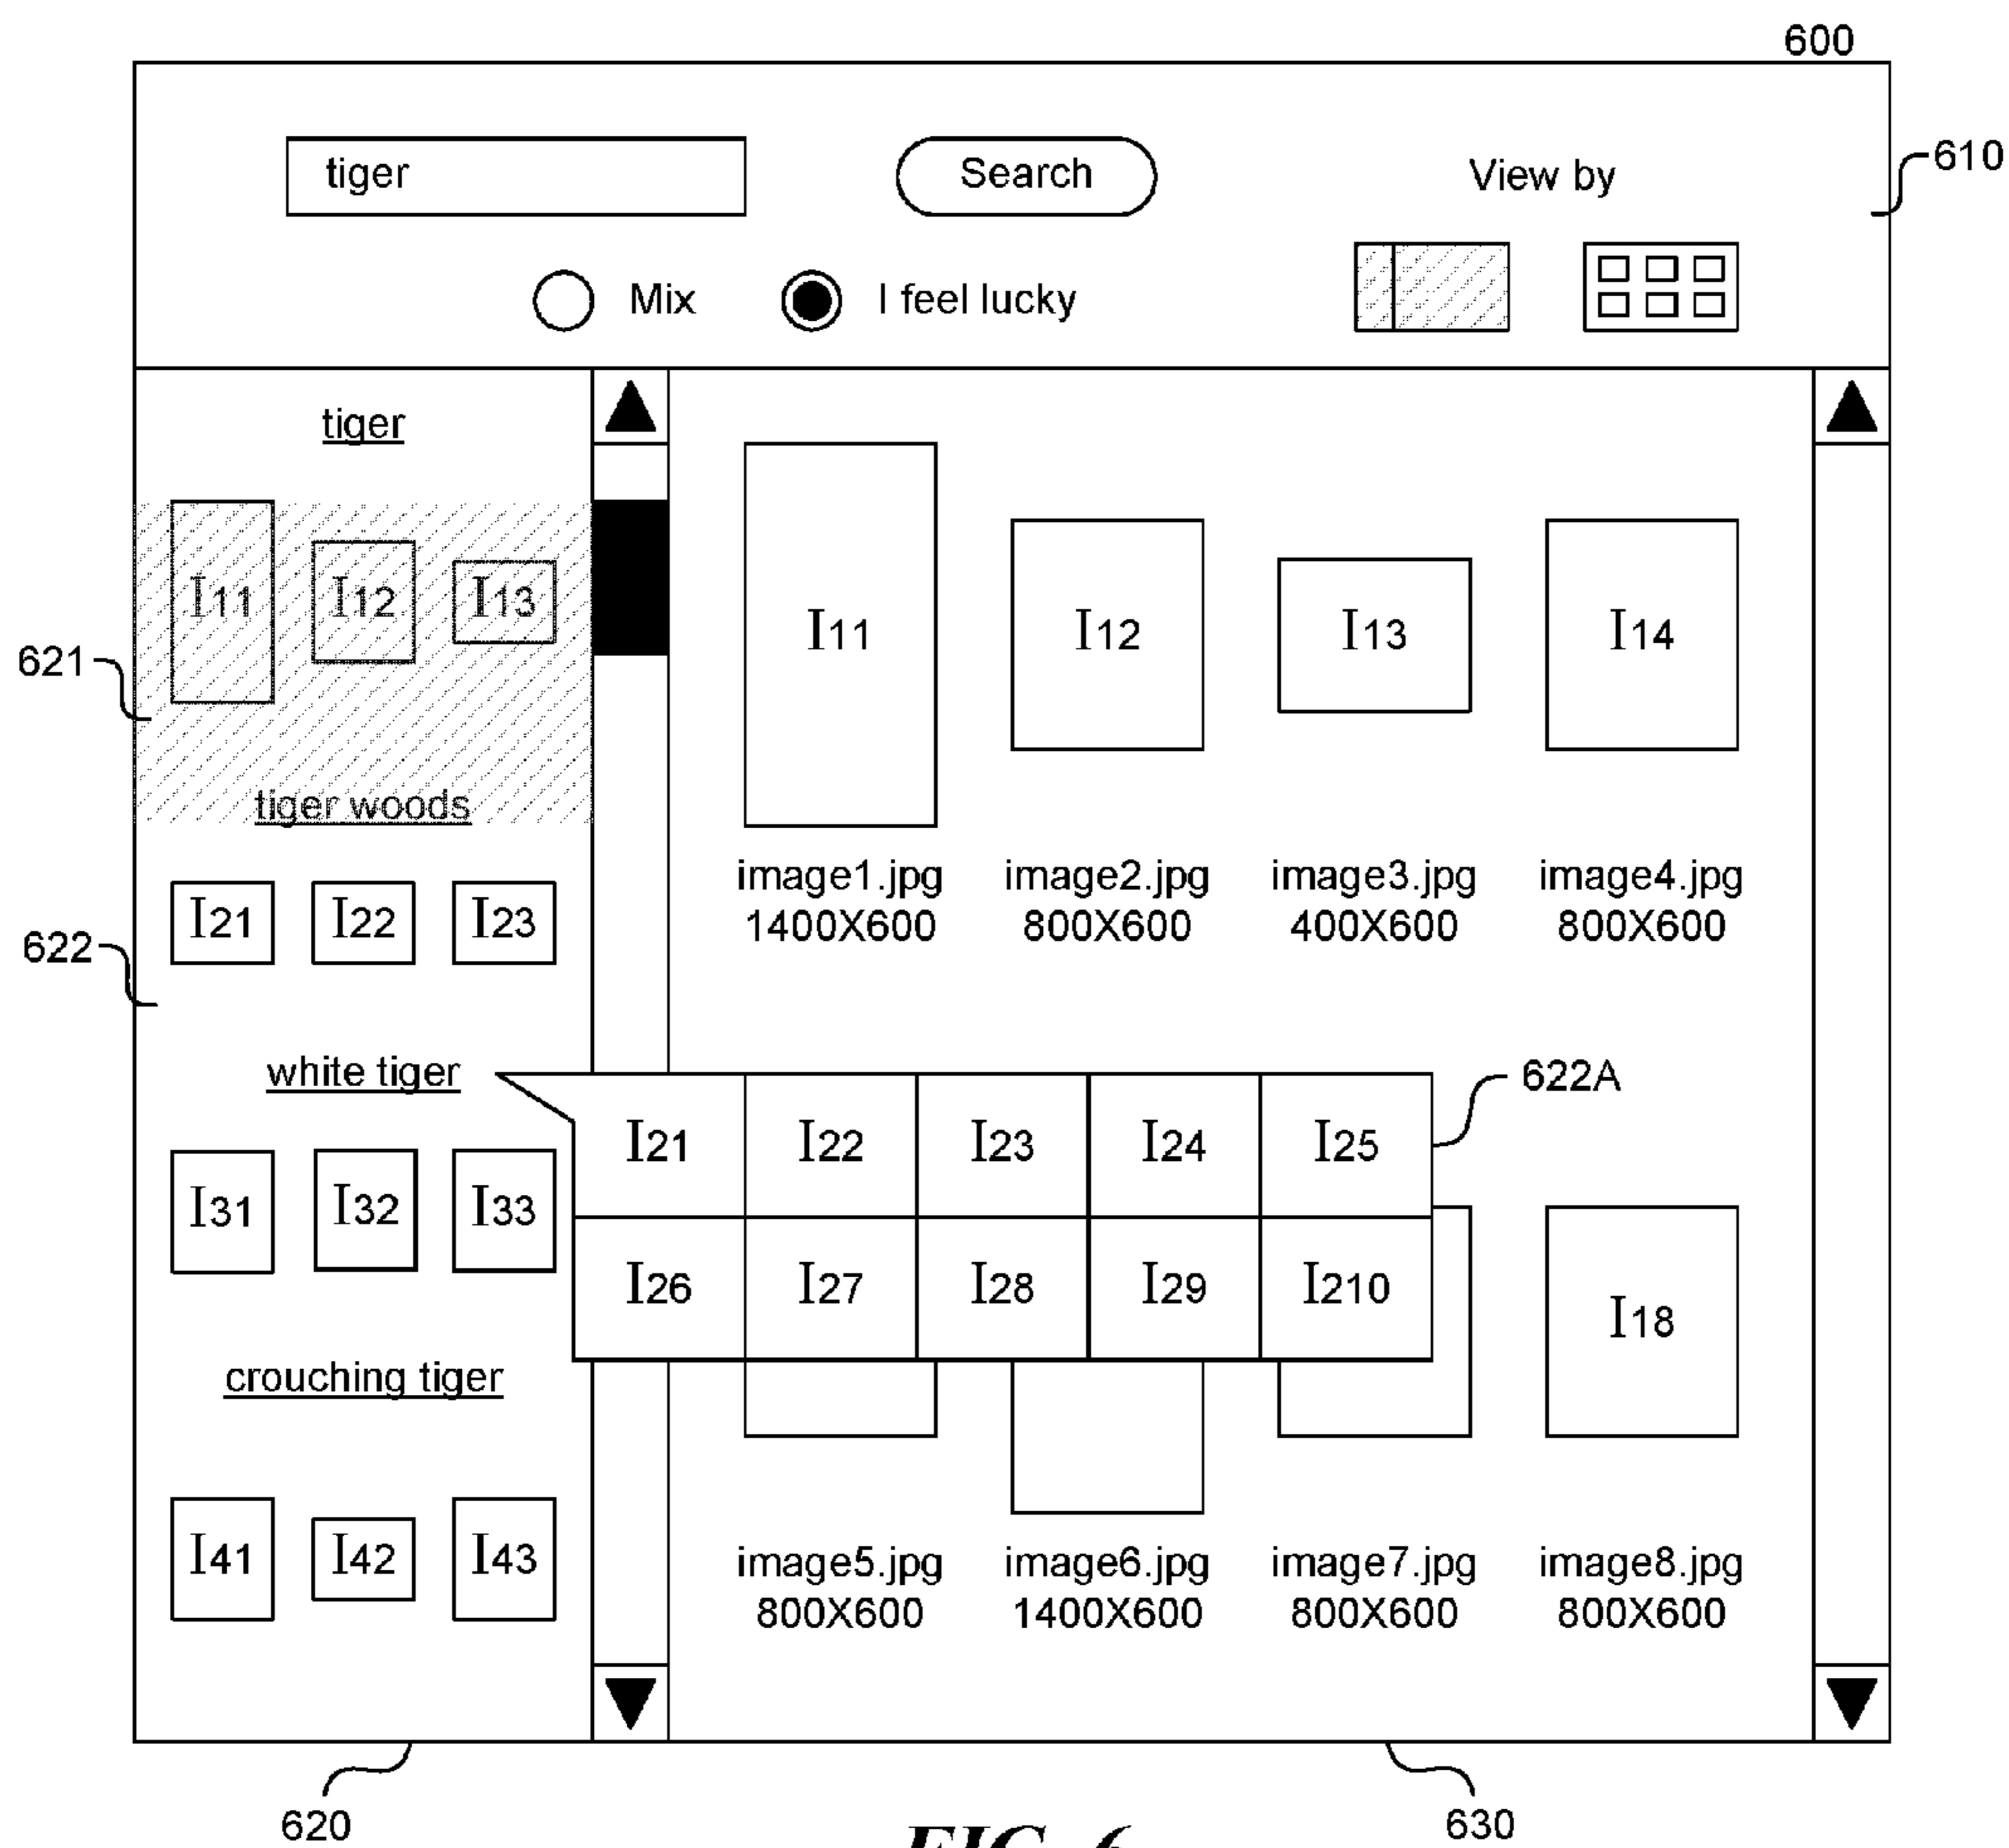 600
tiger
Search
View by
610
Mix
I feel lucky
tiger
I11 I12 I13
621
tiger woods
I21 I22 I23
622
white tiger
I31 I32 I33
crouching tiger
I41 I42 I43
I11 I12 I13 I14
image1.jpg image2.jpg image3.jpg image4.jpg
1400X600 800X600 400X600 800X600
622A
I21 I22 I23 I24 I25
I26 I27 I28 I29 I210
I18
image5.jpg image6.jpg image7.jpg image8.jpg
800X600 1400X600 800X600 800X600
620
630
FIG. 6